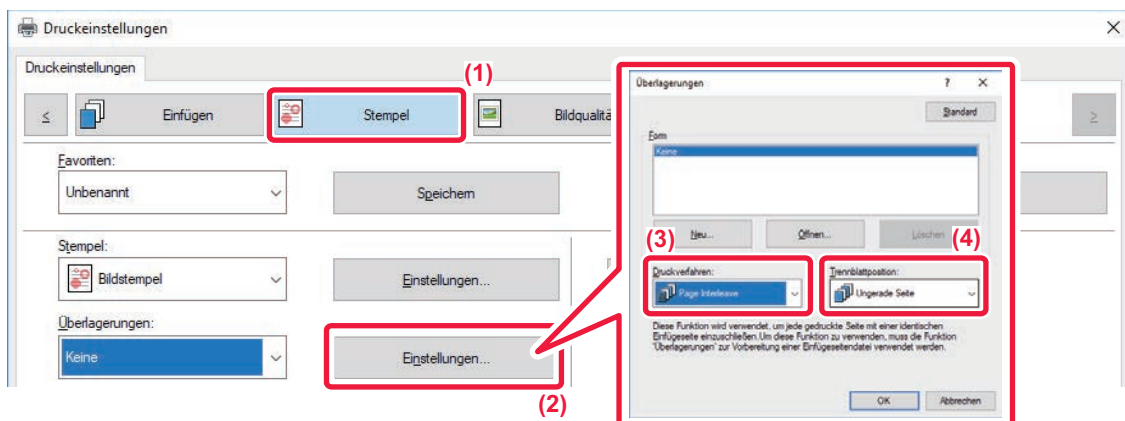 Druckeinstellungen
Druckeinstellungen
(1)
Einfügen
Stempel
Bildqualitä
Favoriten:
Unbenannt
Speichern
Stempel:
Bildstempel
Einstellungen...
Überlagerungen:
Keine
Einstellungen...
(2)
Überlagerungen
Standard
Form
Keine
Neu...
Öffnen...
Löschen
(3)
(4)
Druckverfahren:
Page Interleave
Trennblattposition:
Ungerade Seite
Diese Funktion wird verwendet, um jede gedruckte Seite mit einer identischen
Einfügeseite einzuschließen.Um diese Funktion zu verwenden, muss die Funktion
'Überlagerungen' zur Vorbereitung einer Einfügeseitendatei verwendet werden.
OK
Abbrechen